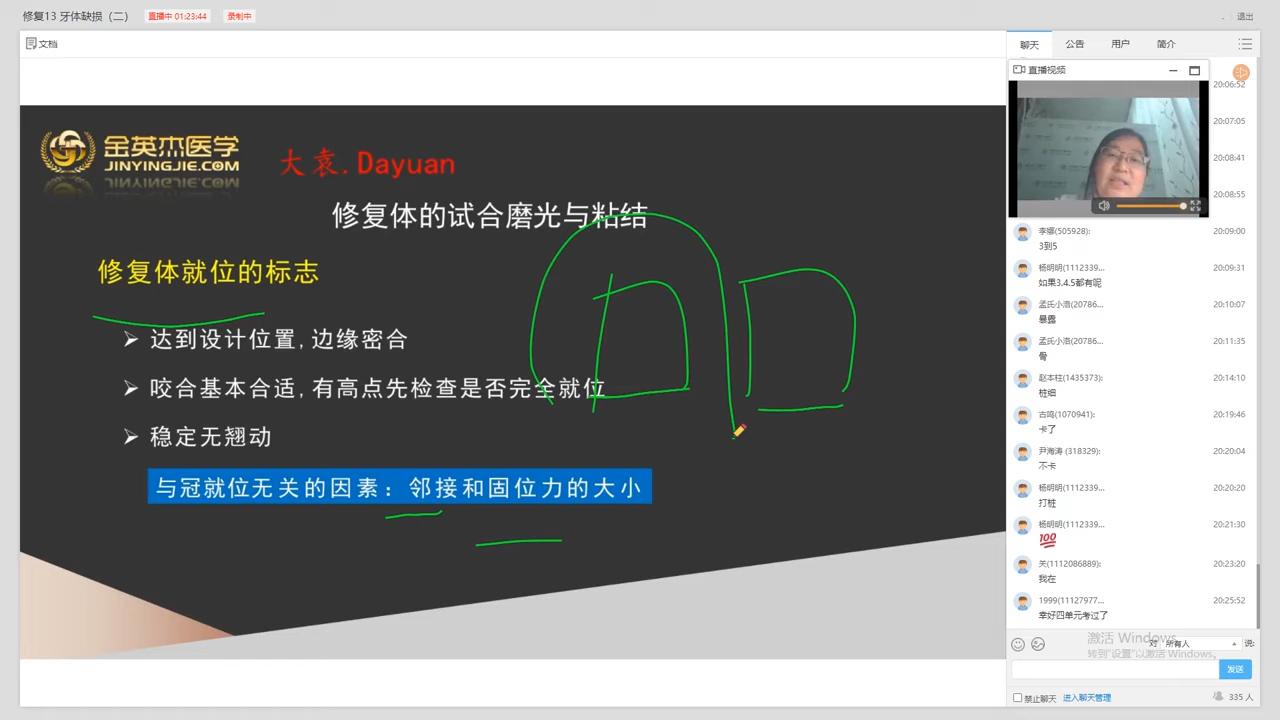 修复13 牙体缺损（二）
直播中 01:23:44
录制中
退出
文档
聊天
公告
用户
简介
直播视频
金英杰医学
JINYINGJIE.COM
大袁.Dayuan
修复体的试合磨光与粘结
修复体就位的标志
➢ 达到设计位置,边缘密合
➢ 咬合基本合适,有高点先检查是否完全就位
➢ 稳定无翘动
与冠就位无关的因素：邻接和固位力的大小
20:06:52
20:07:05
20:08:41
20:08:55
李娜(505928): 20:09:00
3到5
杨明明(1112339... 20:09:31
如果3.4.5都有呢
孟氏小洛(20786... 20:10:07
暴露
孟氏小洛(20786... 20:11:35
骨
赵本柱(1435373): 20:14:10
桩细
古鸣(1070941): 20:19:46
卡了
尹海涛 (318329): 20:20:04
不卡
杨明明(1112339... 20:20:20
打桩
杨明明(1112339... 20:21:30
100
关(1112086889): 20:23:20
我在
1999(11127977... 20:25:52
幸好四单元考过了
激活 Windows
转到"设置"以激活 Windows。
对 所有人 说:
发送
禁止聊天 进入聊天管理 335 人